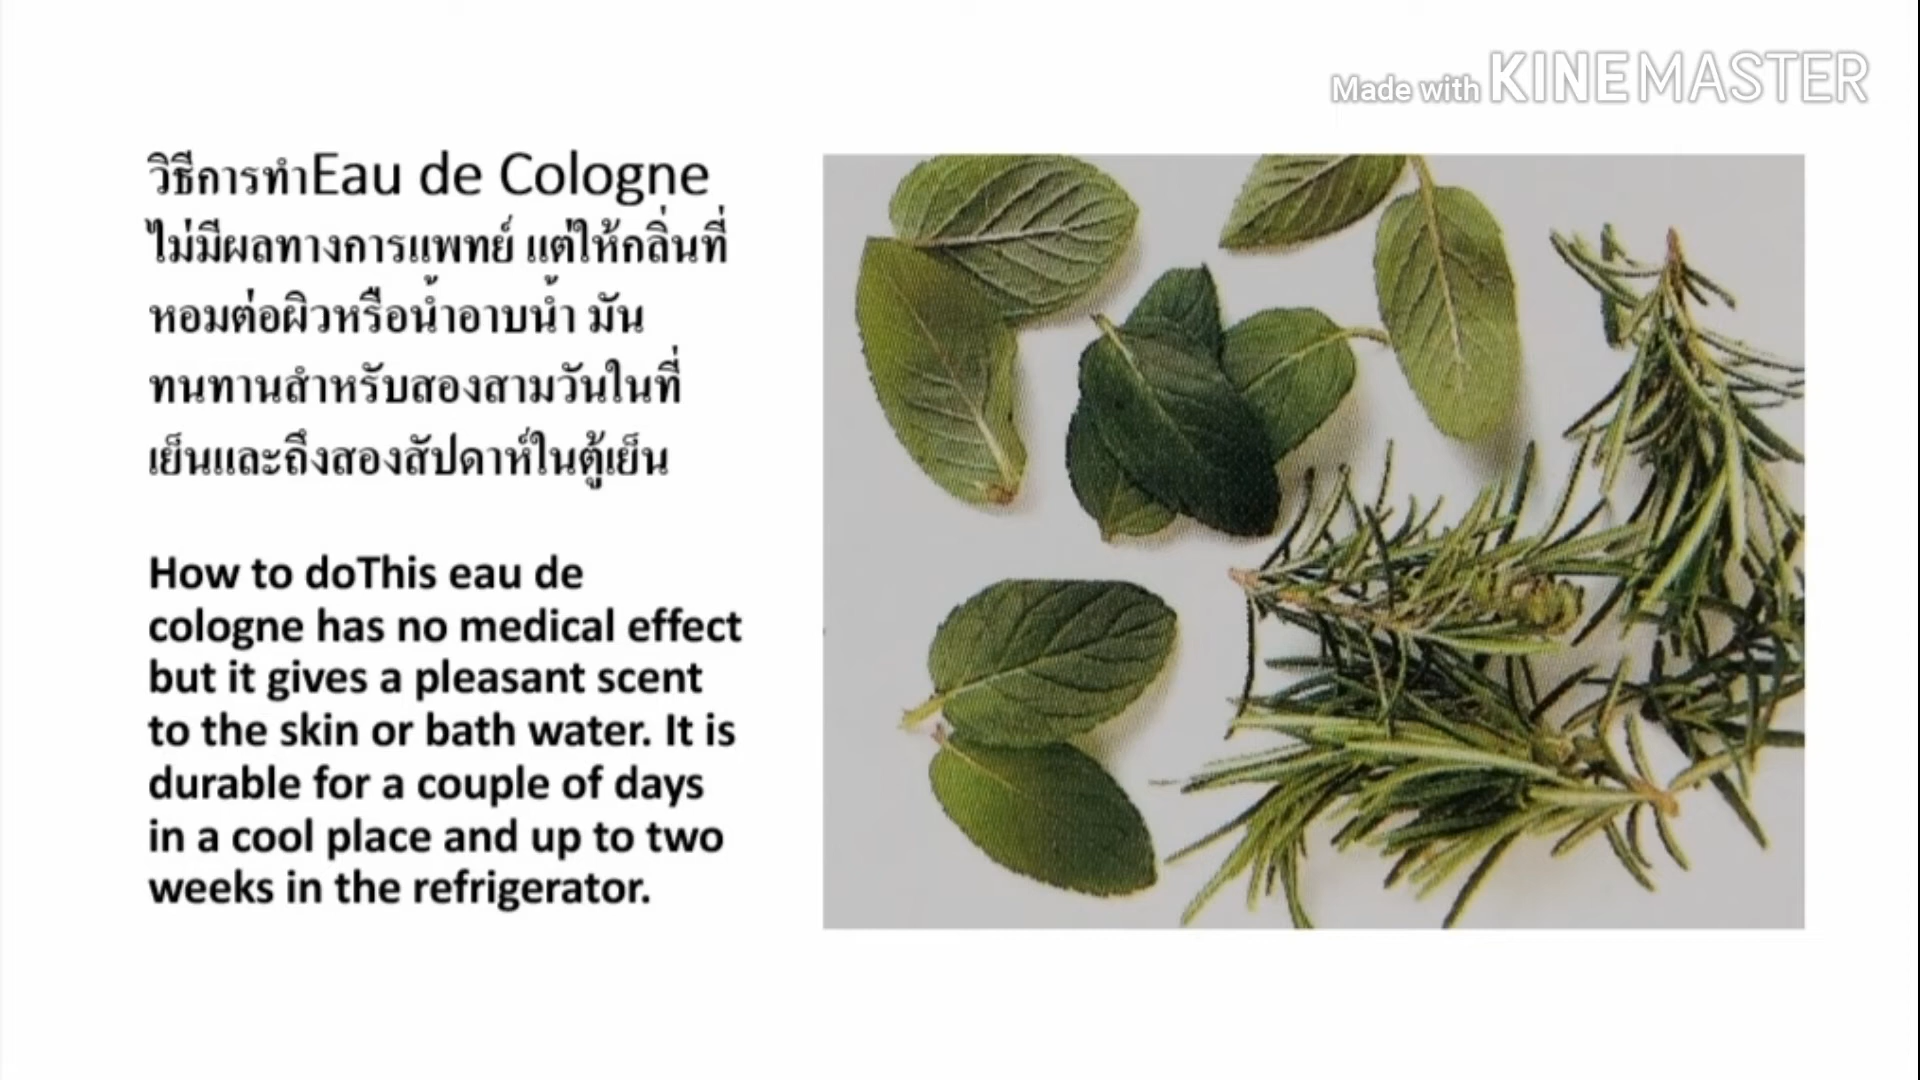 Made with KINEMASTER
วิธีการทำEau de Cologne
ไม่มีผลทางการแพทย์ แต่ให้กลิ่นที่
หอมต่อผิวหรือน้ำอาบน้ำ มัน
ทนทานสำหรับสองสามวันในที่
เย็นและถึงสองสัปดาห์ในตู้เย็น
How to doThis eau de
cologne has no medical effect
but it gives a pleasant scent
to the skin or bath water. It is
durable for a couple of days
in a cool place and up to two
weeks in the refrigerator.